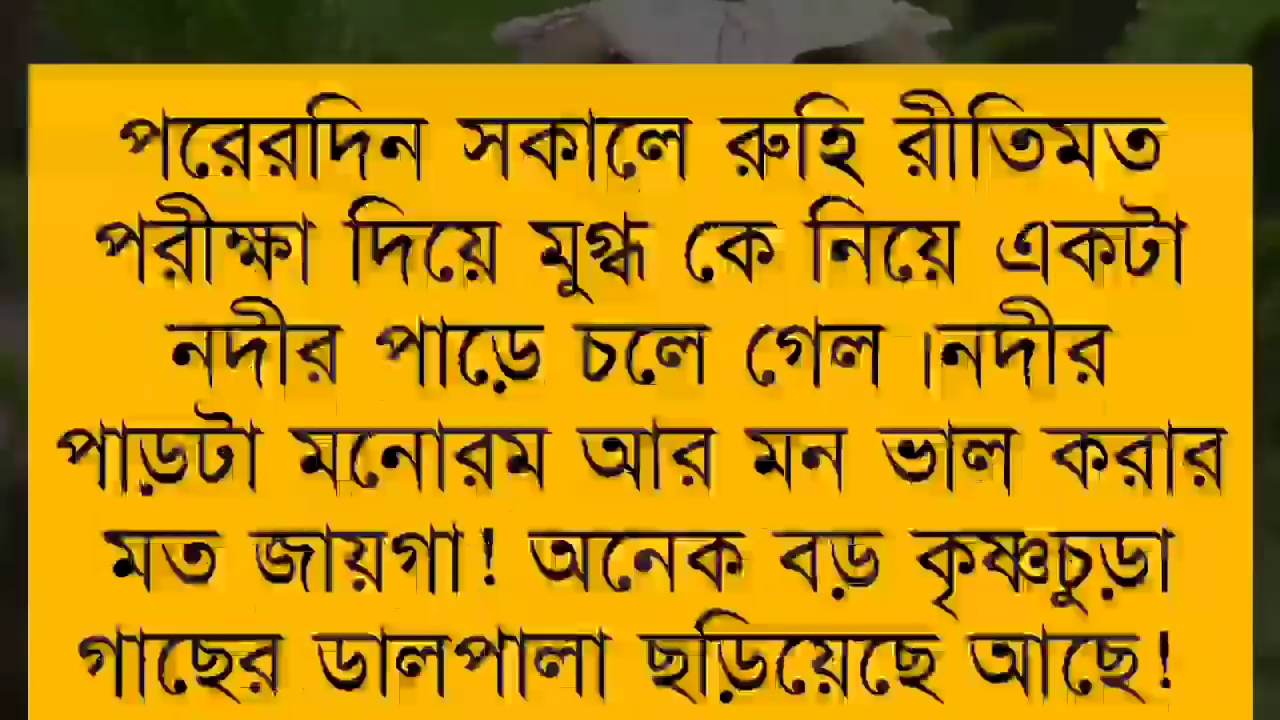 পরেরদিন সকালে রুহি রীতিমত
পরীক্ষা দিয়ে মুগ্ধ কে নিয়ে একটা
নদীর পাড়ে চলে গেল ।নদীর
পাড়টা মনোরম আর মন ভাল করার
মত জায়গা! অনেক বড় কৃষ্ণচুড়া
গাছের ডালপালা ছড়িয়েছে আছে!